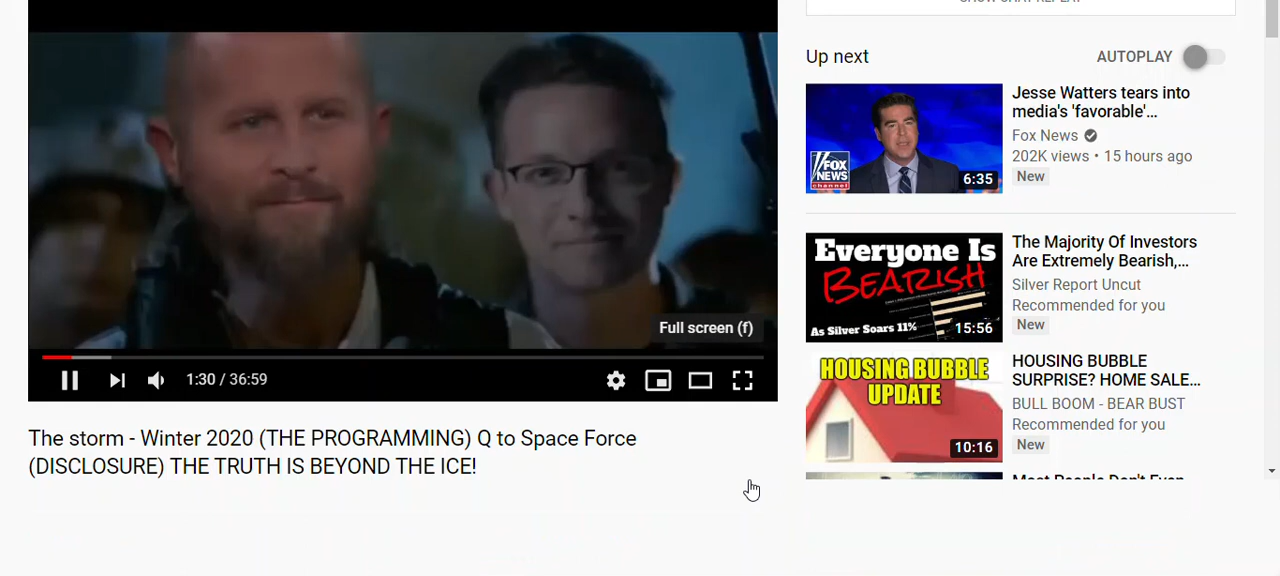 Up next
AUTOPLAY
Jesse Watters tears into
media's 'favorable'...
Fox News
202K views • 15 hours ago
New
FOX
NEWS
channel
6:35
Everyone Is
BEARISH
As Silver Soars 11%
15:56
The Majority Of Investors
Are Extremely Bearish,...
Silver Report Uncut
Recommended for you
New
HOUSING BUBBLE
UPDATE
10:16
HOUSING BUBBLE
SURPRISE? HOME SALE...
BULL BOOM - BEAR BUST
Recommended for you
New
Full screen (f)
1:30 / 36:59
The storm - Winter 2020 (THE PROGRAMMING) Q to Space Force
(DISCLOSURE) THE TRUTH IS BEYOND THE ICE!